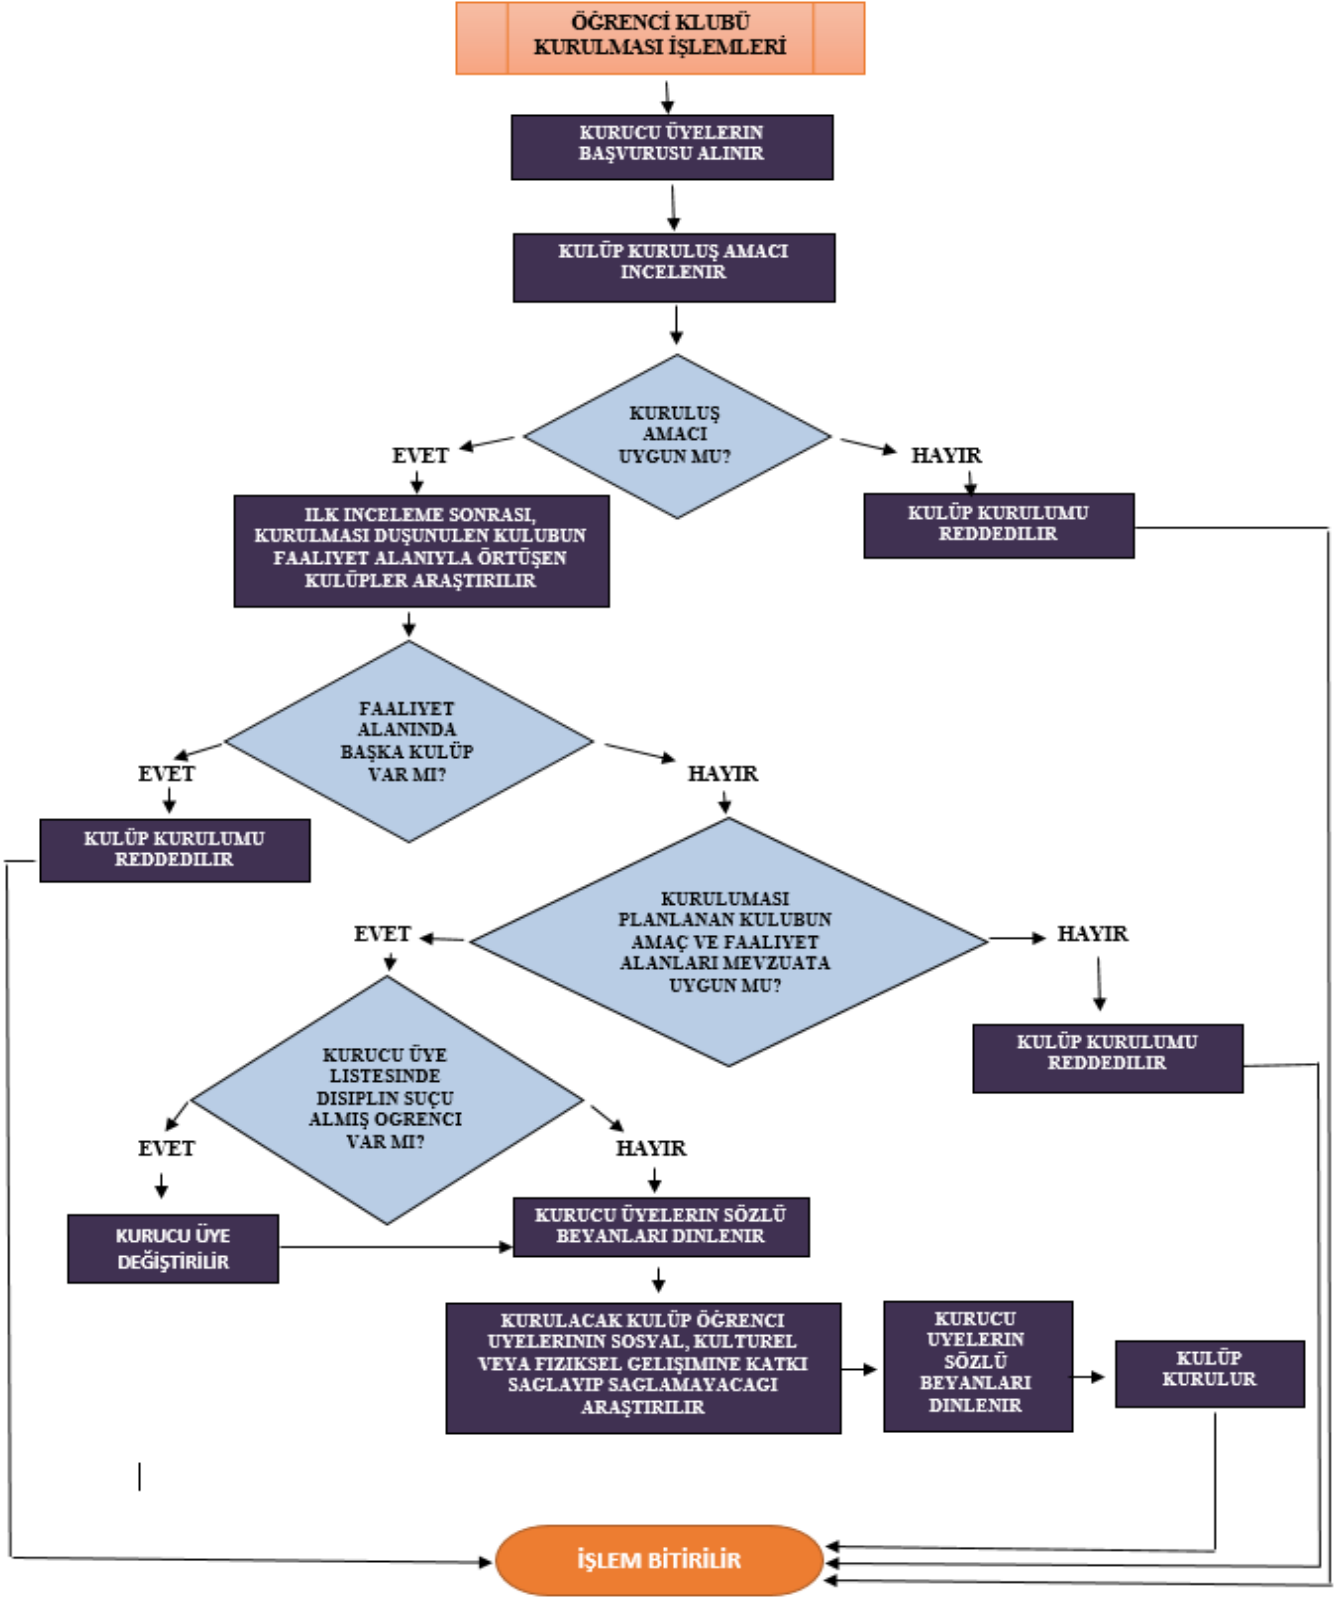 ÖĞRENCİ KLUBÜ
KURULMASI İŞLEMLERİ
KURUCU ÜYELERIN
BAŞVURUSU ALINIR
KULÜP KURULUŞ AMACI
INCELENIR
KURULUŞ
AMACI
UYGUN MU?
EVET
HAYIR
ILK INCELEME SONRASI,
KURULMASI DUŞUNULEN KULUBUN
FAALIYET ALANIYLA ÖRTÜŞEN
KULÜPLER ARAŞTIRILIR
KULÜP KURULUMU
REDDEDILIR
FAALIYET
ALANINDA
BAŞKA KULÜP
VAR MI?
EVET
HAYIR
KULÜP KURULUMU
REDDEDILIR
KURULUMASI
PLANLANAN KULUBUN
AMAÇ VE FAALIYET
ALANLARI MEVZUATA
UYGUN MU?
EVET
HAYIR
KULÜP KURULUMU
REDDEDILIR
KURUCU ÜYE
LISTESINDE
DISIPLIN SUÇU
ALMIŞ OGRENCI
VAR MI?
EVET
HAYIR
KURUCU ÜYE
DEĞİŞTİRİLİR
KURUCU ÜYELERIN SÖZLÜ
BEYANLARI DINLENIR
KURULACAK KULÜP ÖĞRENCI
UYELERININ SOSYAL, KULTUREL
VEYA FIZIKSEL GELIŞIMINE KATKI
SAGLAYIP SAGLAMAYACAGI
ARAŞTIRILIR
KURUCU
UYELERIN
SÖZLÜ
BEYANLARI
DINLENIR
KULÜP
KURULUR
İŞLEM BİTİRİLİR